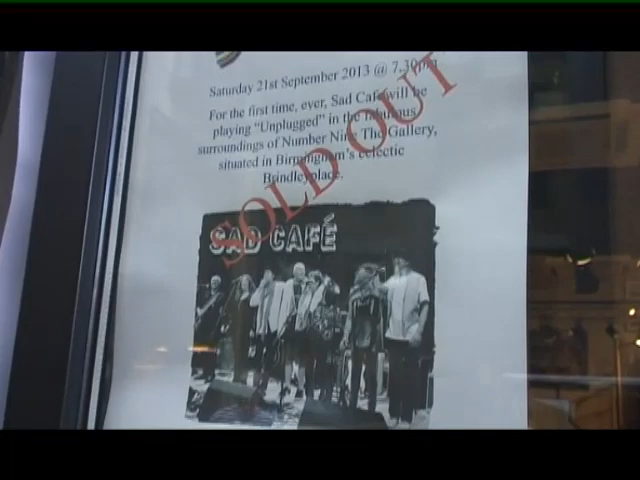 Saturday 21st September 2013 @ 7.30pm
For the first time, ever, Sad Café will be
playing "Unplugged" in the fabulous
surroundings of Number Nine The Gallery,
situated in Birmingham's eclectic
Brindleyplace.
SOLD OUT
SAD CAFÉ